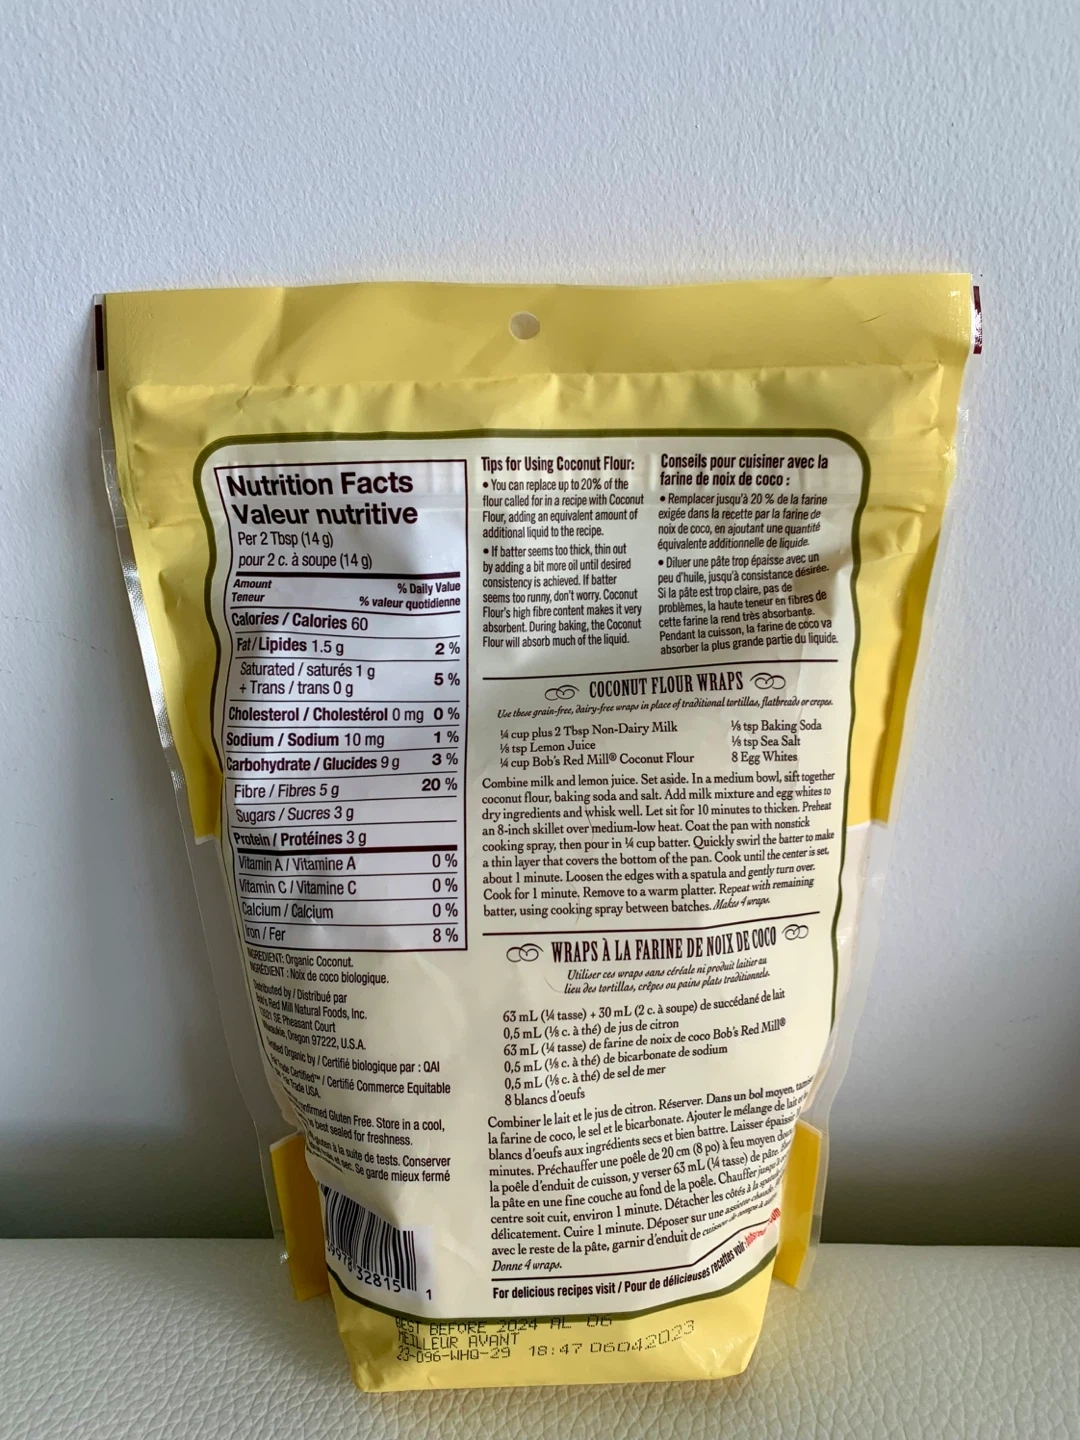 Nutrition Facts
Valeur nutritive
Per 2 Tbsp (14 g)
pour 2 c. à soupe (14 g)
Amount % Daily Value
Teneur % valeur quotidienne
Calories / Calories 60
Fat / Lipides 1.5 g 2 %
Saturated / saturés 1 g
+ Trans / trans 0 g 5 %
Cholesterol / Cholestérol 0 mg 0 %
Sodium / Sodium 10 mg 1 %
Carbohydrate / Glucides 9 g 3 %
Fibre / Fibres 5 g 20 %
Sugars / Sucres 3 g
Protein / Protéines 3 g
Vitamin A / Vitamine A 0 %
Vitamin C / Vitamine C 0 %
Calcium / Calcium 0 %
Iron / Fer 8 %
INGREDIENT: Organic Coconut.
INGRÉDIENT : Noix de coco biologique.
Distributed by / Distribué par
Bob's Red Mill Natural Foods, Inc.
SE Pheasant Court
Milwaukie, Oregon 97222, U.S.A.
Certified Organic by / Certifié biologique par : QAI
Certified™ / Certifié Commerce Equitable
Trade USA.
Confirmed Gluten Free. Store in a cool,
best sealed for freshness.
gluten à la suite de tests. Conserver
frais et sec. Se garde mieux fermé
32815 1
Tips for Using Coconut Flour:
• You can replace up to 20% of the
flour called for in a recipe with Coconut
Flour, adding an equivalent amount of
additional liquid to the recipe.
• If batter seems too thick, thin out
by adding a bit more oil until desired
consistency is achieved. If batter
seems too runny, don't worry. Coconut
Flour's high fibre content makes it very
absorbent. During baking, the Coconut
Flour will absorb much of the liquid.
Conseils pour cuisiner avec la
farine de noix de coco :
• Remplacer jusqu'à 20 % de la farine
exigée dans la recette par la farine de
noix de coco, en ajoutant une quantité
équivalente additionnelle de liquide.
• Diluer une pâte trop épaisse avec un
peu d'huile, jusqu'à consistance désirée.
Si la pâte est trop claire, pas de
problèmes, la haute teneur en fibres de
cette farine la rend très absorbante.
Pendant la cuisson, la farine de coco va
absorber la plus grande partie du liquide.
COCONUT FLOUR WRAPS
Use these grain-free, dairy-free wraps in place of traditional tortillas, flatbreads or crepes.
¼ cup plus 2 Tbsp Non-Dairy Milk
⅛ tsp Lemon Juice
¼ cup Bob's Red Mill® Coconut Flour
⅛ tsp Baking Soda
⅛ tsp Sea Salt
8 Egg Whites
Combine milk and lemon juice. Set aside. In a medium bowl, sift together
coconut flour, baking soda and salt. Add milk mixture and egg whites to
dry ingredients and whisk well. Let sit for 10 minutes to thicken. Preheat
an 8-inch skillet over medium-low heat. Coat the pan with nonstick
cooking spray, then pour in ¼ cup batter. Quickly swirl the batter to make
a thin layer that covers the bottom of the pan. Cook until the center is set,
about 1 minute. Loosen the edges with a spatula and gently turn over.
Cook for 1 minute. Remove to a warm platter. Repeat with remaining
batter, using cooking spray between batches. Makes 4 wraps.
WRAPS À LA FARINE DE NOIX DE COCO
Utiliser ces wraps sans céréale ni produit laitier au
lieu des tortillas, crêpes ou pains plats traditionnels.
63 mL (¼ tasse) + 30 mL (2 c. à soupe) de succédané de lait
0,5 mL (⅛ c. à thé) de jus de citron
63 mL (¼ tasse) de farine de noix de coco Bob's Red Mill®
0,5 mL (⅛ c. à thé) de bicarbonate de sodium
0,5 mL (⅛ c. à thé) de sel de mer
8 blancs d'oeufs
Combiner le lait et le jus de citron. Réserver. Dans un bol moyen, tamiser
la farine de coco, le sel et le bicarbonate. Ajouter le mélange de lait et
blancs d'oeufs aux ingrédients secs et bien battre. Laisser épaissir
minutes. Préchauffer une poêle de 20 cm (8 po) à feu moyen doux
la poêle d'enduit de cuisson, y verser 63 mL (¼ tasse) de pâte.
la pâte en une fine couche au fond de la poêle. Chauffer jusque
centre soit cuit, environ 1 minute. Détacher les côtés à la
délicatement. Cuire 1 minute. Déposer sur une assiette chaude.
avec le reste de la pâte, garnir d'enduit de cuisson
Donne 4 wraps.
For delicious recipes visit / Pour de délicieuses recettes voir:
BEST BEFORE 2024 AL 06
MEILLEUR AVANT
23-096-WHQ-29 18:47 06042023